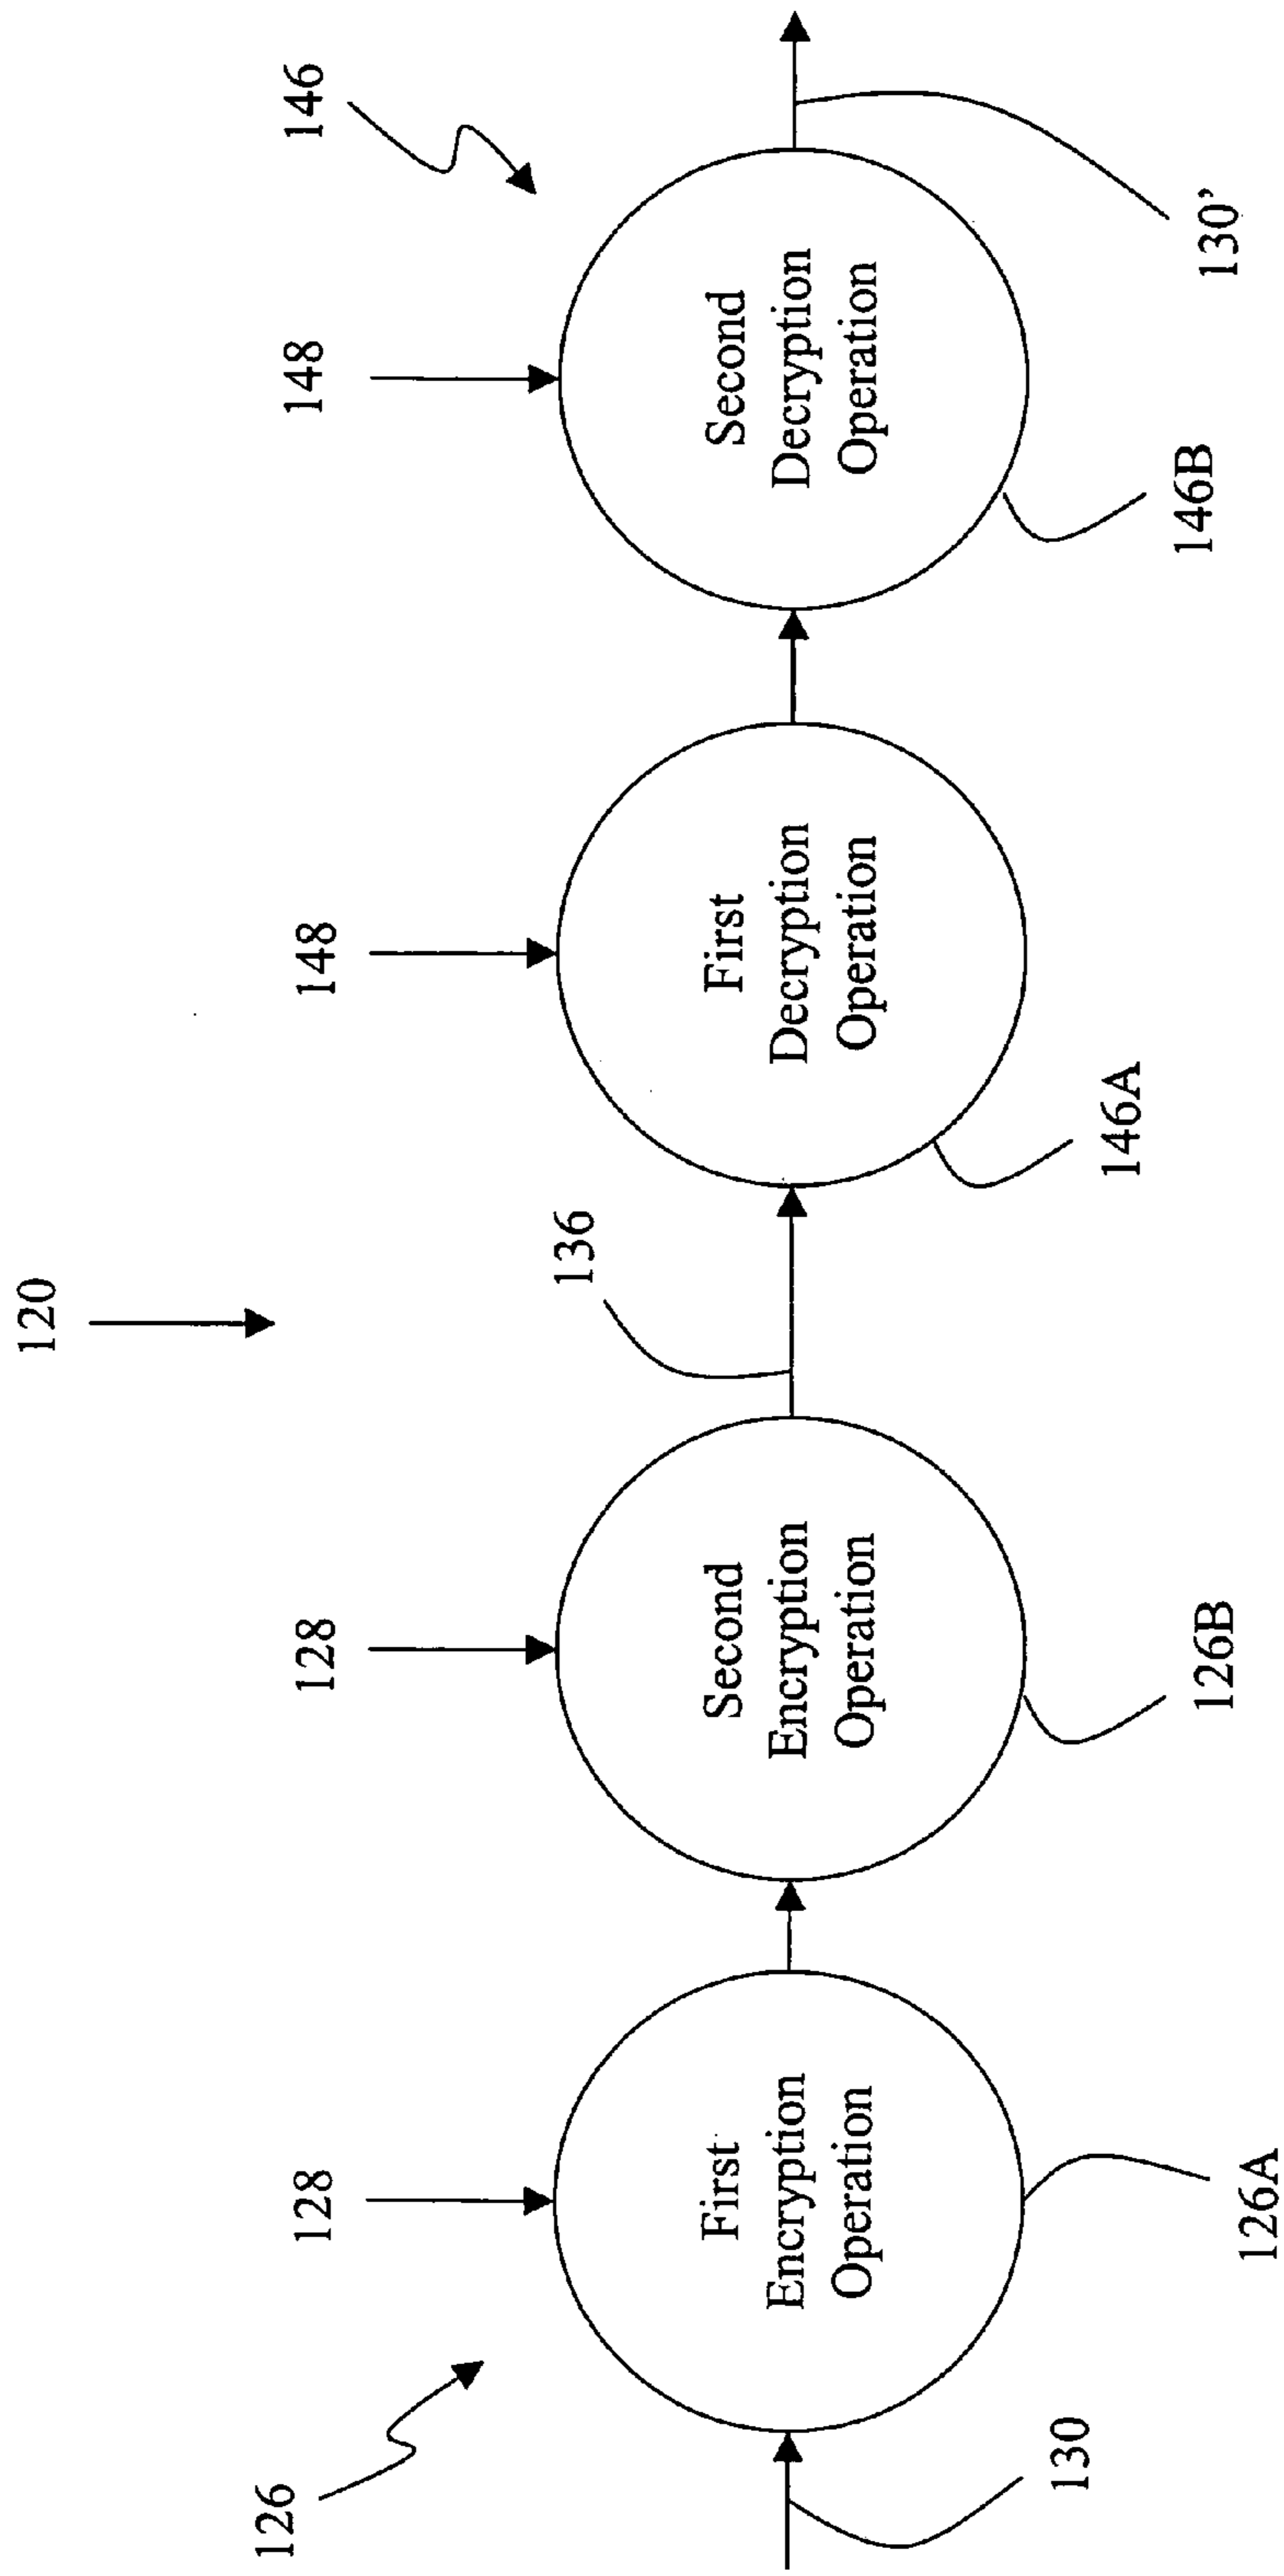 120
126
128
128
148
148
146
First
Encryption
Operation
Second
Encryption
Operation
136
First
Decryption
Operation
Second
Decryption
Operation
130
126A
126B
146A
146B
130’